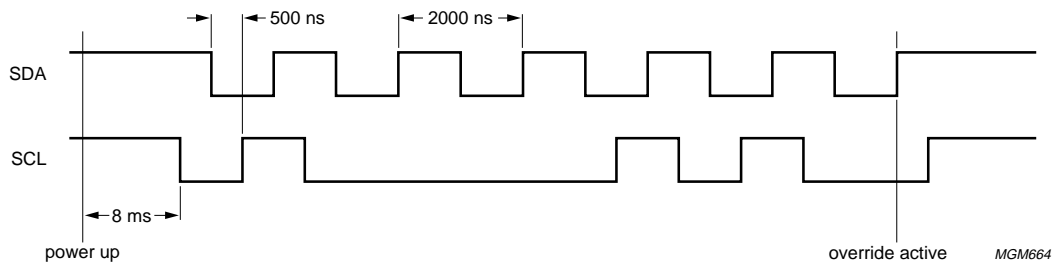 500 ns
2000 ns
SDA
SCL
8 ms
power up
override active
MGM664